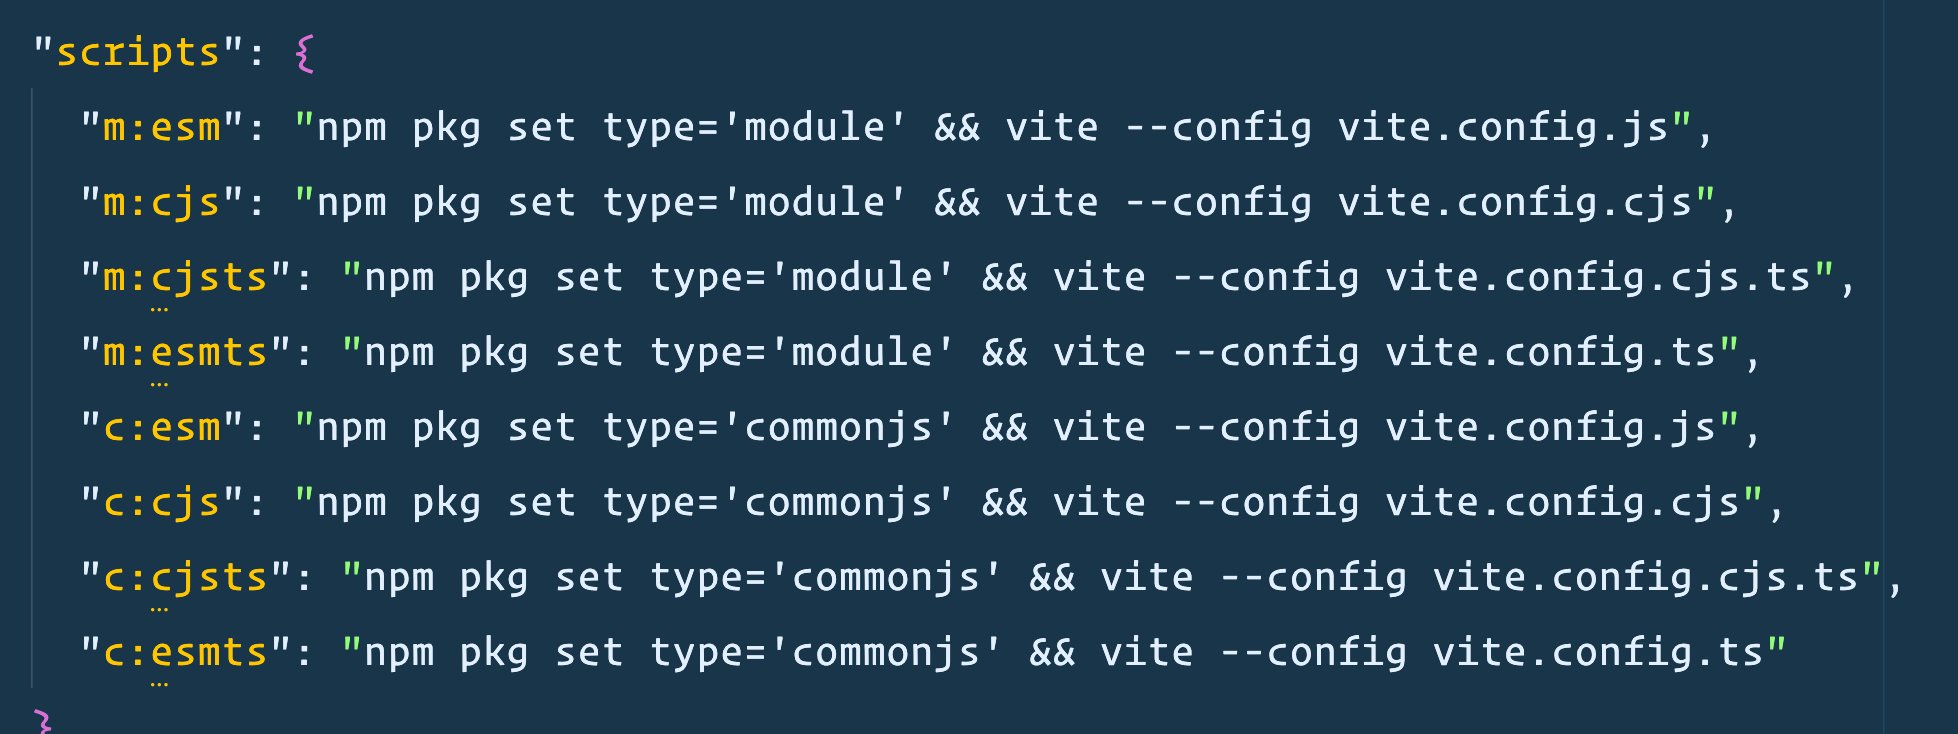 "scripts": {
"m:esm": "npm pkg set type='module' && vite --config vite.config.js",
"m:cjs": "npm pkg set type='module' && vite --config vite.config.cjs",
"m:cjsts": "npm pkg set type='module' && vite --config vite.config.cjs.ts",
"m:esmts": "npm pkg set type='module' && vite --config vite.config.ts",
"c:esm": "npm pkg set type='commonjs' && vite --config vite.config.js",
"c:cjs": "npm pkg set type='commonjs' && vite --config vite.config.cjs",
"c:cjsts": "npm pkg set type='commonjs' && vite --config vite.config.cjs.ts",
"c:esmts": "npm pkg set type='commonjs' && vite --config vite.config.ts"
}